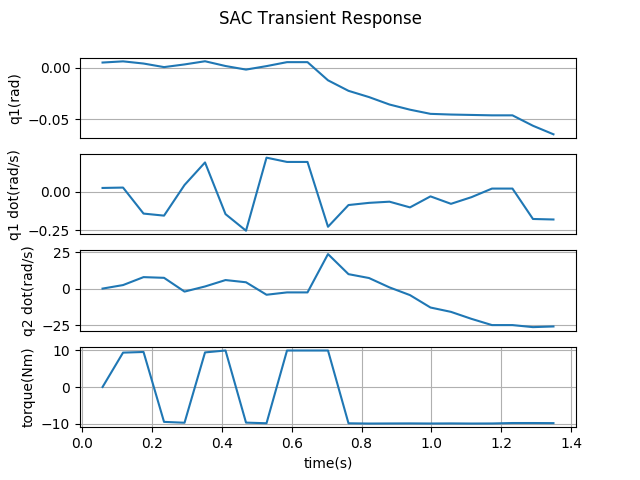 SAC Transient Response
q1(rad)
0.00
−0.05
q1 dot(rad/s)
0.00
−0.25
q2 dot(rad/s)
25
0
−25
torque(Nm)
10
0
−10
0.0 0.2 0.4 0.6 0.8 1.0 1.2 1.4
time(s)